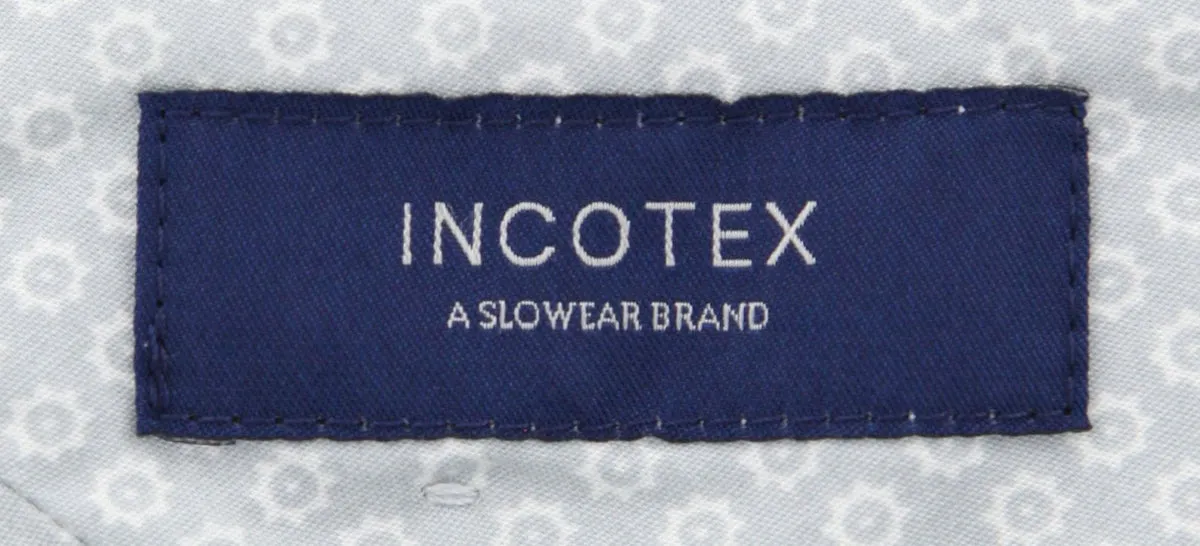 INCOTEX
A SLOWEAR BRAND